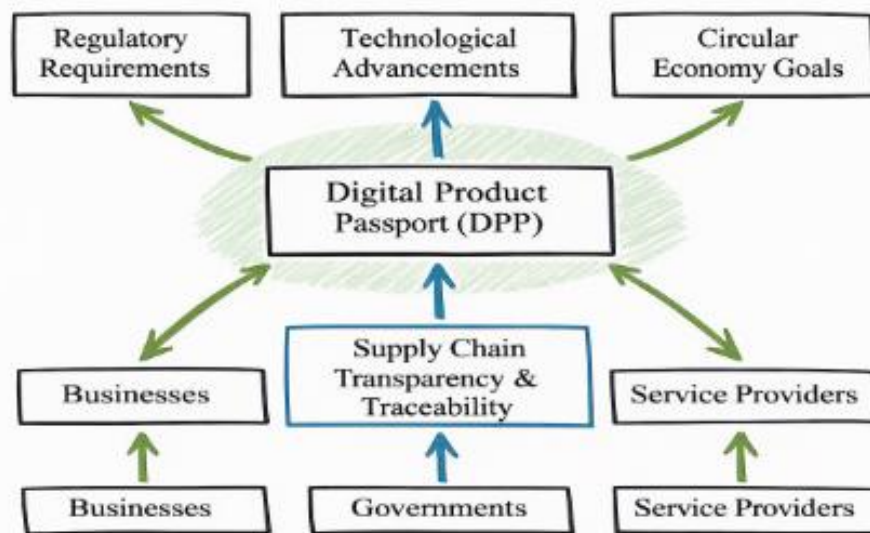 Regulatory
Requirements
Technological
Advancements
Circular
Economy Goals
Digital Product
Passport (DPP)
Businesses
Supply Chain
Transparency &
Traceability
Service Providers
Businesses
Governments
Service Providers